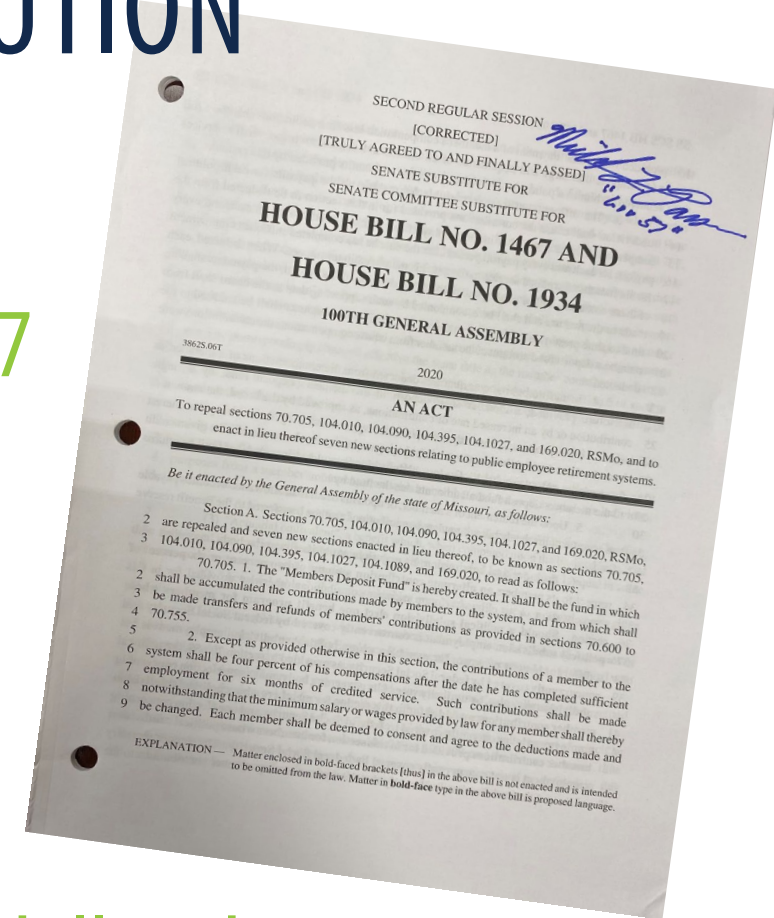 UTION
SECOND REGULAR SESSION
[CORRECTED]
[TRULY AGREED TO AND FINALLY PASSED]
SENATE SUBSTITUTE FOR
SENATE COMMITTEE SUBSTITUTE FOR
HOUSE BILL NO. 1467 AND
HOUSE BILL NO. 1934
100TH GENERAL ASSEMBLY
7
3862S.06T
2020
AN ACT
To repeal sections 70.705, 104.010, 104.090, 104.395, 104.1027, and 169.020, RSMo, and to
enact in lieu thereof seven new sections relating to public employee retirement systems.
Be it enacted by the General Assembly of the state of Missouri, as follows:
Section A. Sections 70.705, 104.010, 104.090, 104.395, 104.1027, and 169.020, RSMo,
2 are repealed and seven new sections enacted in lieu thereof, to be known as sections 70.705,
3 104.010, 104.090, 104.395, 104.1027, 104.1089, and 169.020, to read as follows:
70.705. 1. The "Members Deposit Fund" is hereby created. It shall be the fund in which
2 shall be accumulated the contributions made by members to the system, and from which shall
3 be made transfers and refunds of members' contributions as provided in sections 70.600 to
4 70.755.
5 2. Except as provided otherwise in this section, the contributions of a member to the
6 system shall be four percent of his compensations after the date he has completed sufficient
7 employment for six months of credited service. Such contributions shall be made
8 notwithstanding that the minimum salary or wages provided by law for any member shall thereby
9 be changed. Each member shall be deemed to consent and agree to the deductions made and
EXPLANATION — Matter enclosed in bold-faced brackets [thus] in the above bill is not enacted and is intended
to be omitted from the law. Matter in bold-face type in the above bill is proposed language.